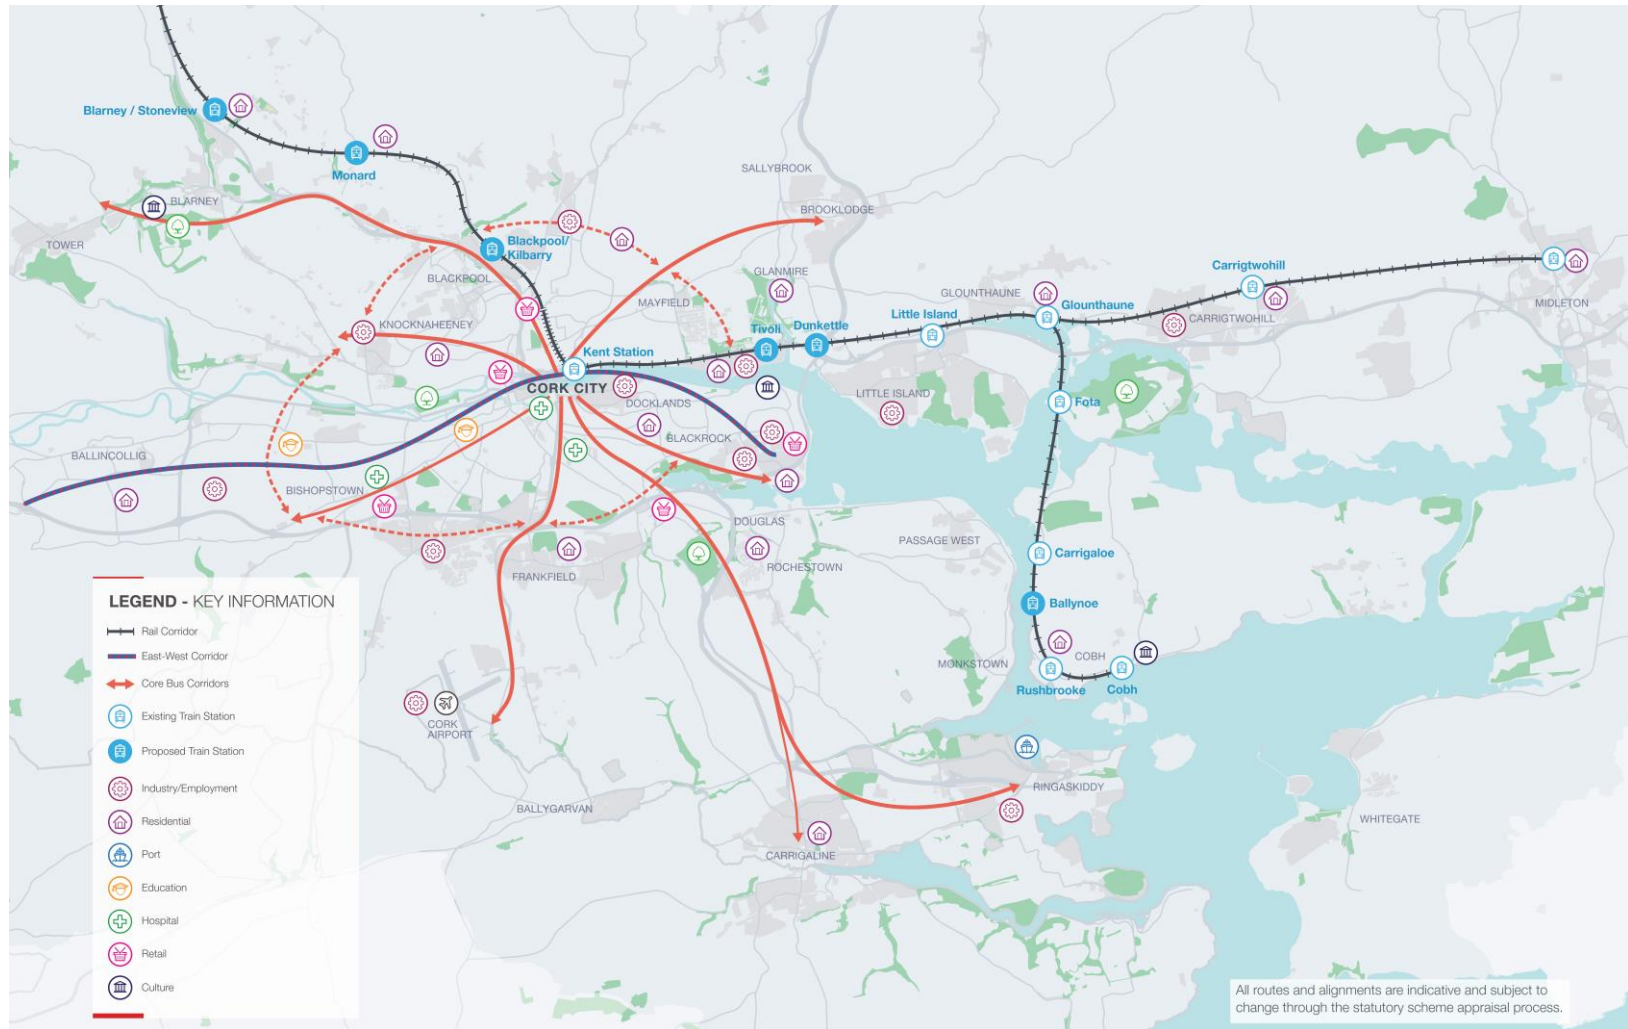 Blarney / Stoneview
Monard
SALLYBROOK
BLARNEY
BROOKLODGE
TOWER
Blackpool/
Kilbarry
BLACKPOOL
GLANMIRE
Carrigtwohill
MAYFIELD
GLOUNTHAUNE
Glounthaune
MIDLETON
KNOCKNAHEENEY
Tivoli
Dunkettle
Little Island
CARRIGTWOHILL
Kent Station
CORK CITY
LITTLE ISLAND
DOCKLANDS
Fota
BLACKROCK
BALLINCOLLIG
BISHOPSTOWN
DOUGLAS
PASSAGE WEST
Carrigaloe
ROCHESTOWN
FRANKFIELD
Ballynoe
MONKSTOWN
COBH
Rushbrooke
Cobh
CORK
AIRPORT
RINGASKIDDY
BALLYGARVAN
WHITEGATE
CARRIGALINE
LEGEND - KEY INFORMATION
Rail Corridor
East-West Corridor
Core Bus Corridors
Existing Train Station
Proposed Train Station
Industry/Employment
Residential
Port
Education
Hospital
Retail
Culture
All routes and alignments are indicative and subject to
change through the statutory scheme appraisal process.